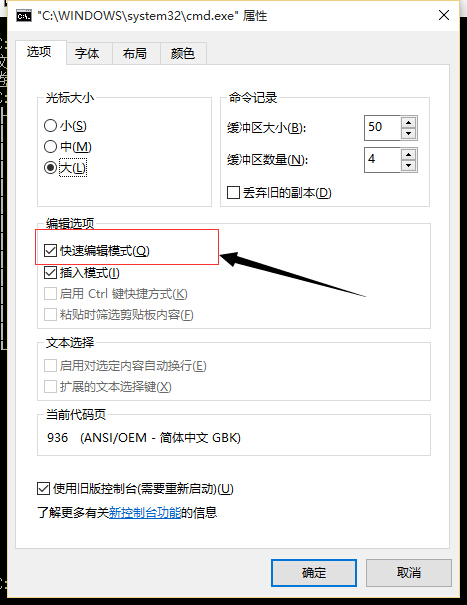 "C:\WINDOWS\system32\cmd.exe" 属性
选项 字体 布局 颜色
光标大小
小(S)
中(M)
大(L)
命令记录
缓冲区大小(B): 50
缓冲区数量(N): 4
丢弃旧的副本(D)
编辑选项
快速编辑模式(Q)
插入模式(I)
启用 Ctrl 键快捷方式(K)
粘贴时筛选剪贴板内容(F)
文本选择
启用对选定内容自动换行(E)
扩展的文本选择键(X)
当前代码页
936 (ANSI/OEM - 简体中文 GBK)
使用旧版控制台(需要重新启动)(U)
了解更多有关新控制台功能的信息
确定 取消